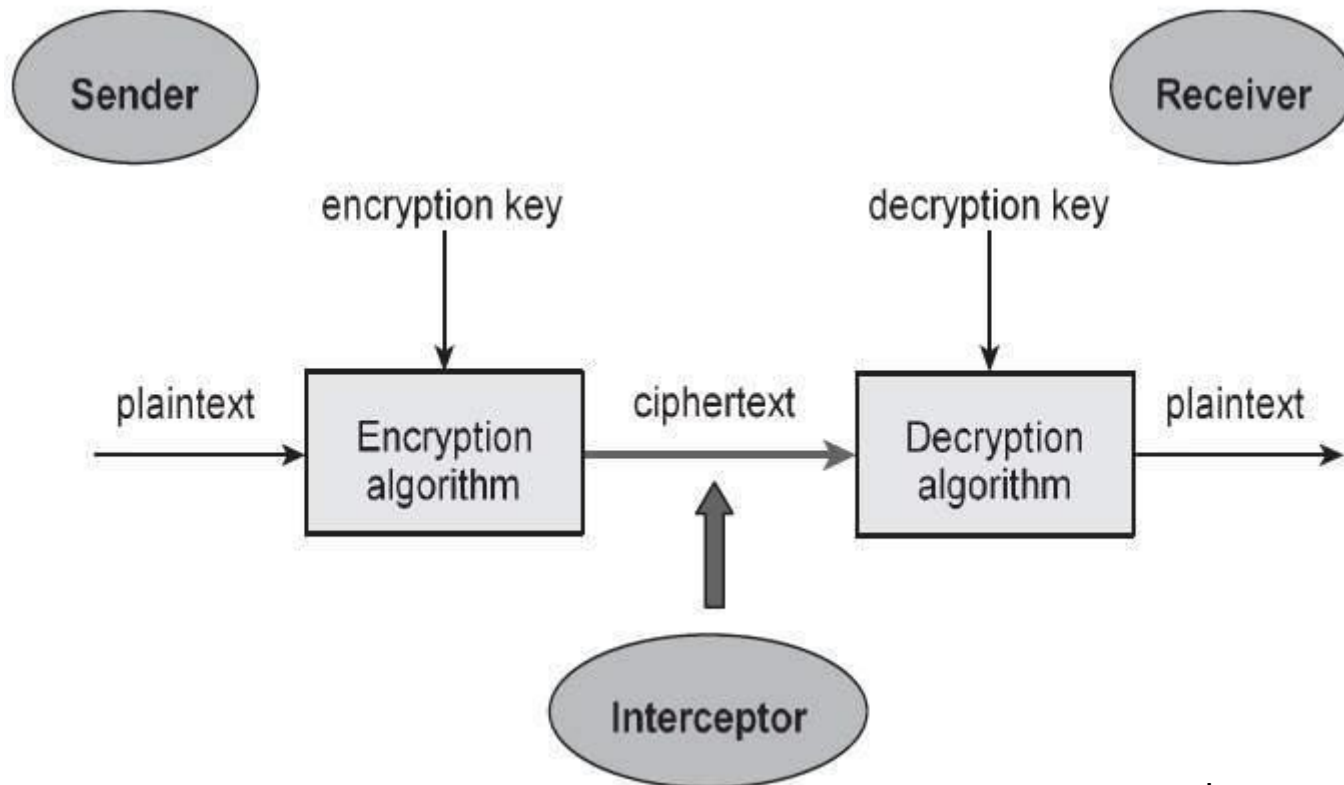 Sender
Receiver
encryption key
decryption key
plaintext
ciphertext
plaintext
Encryption
algorithm
Decryption
algorithm
Interceptor